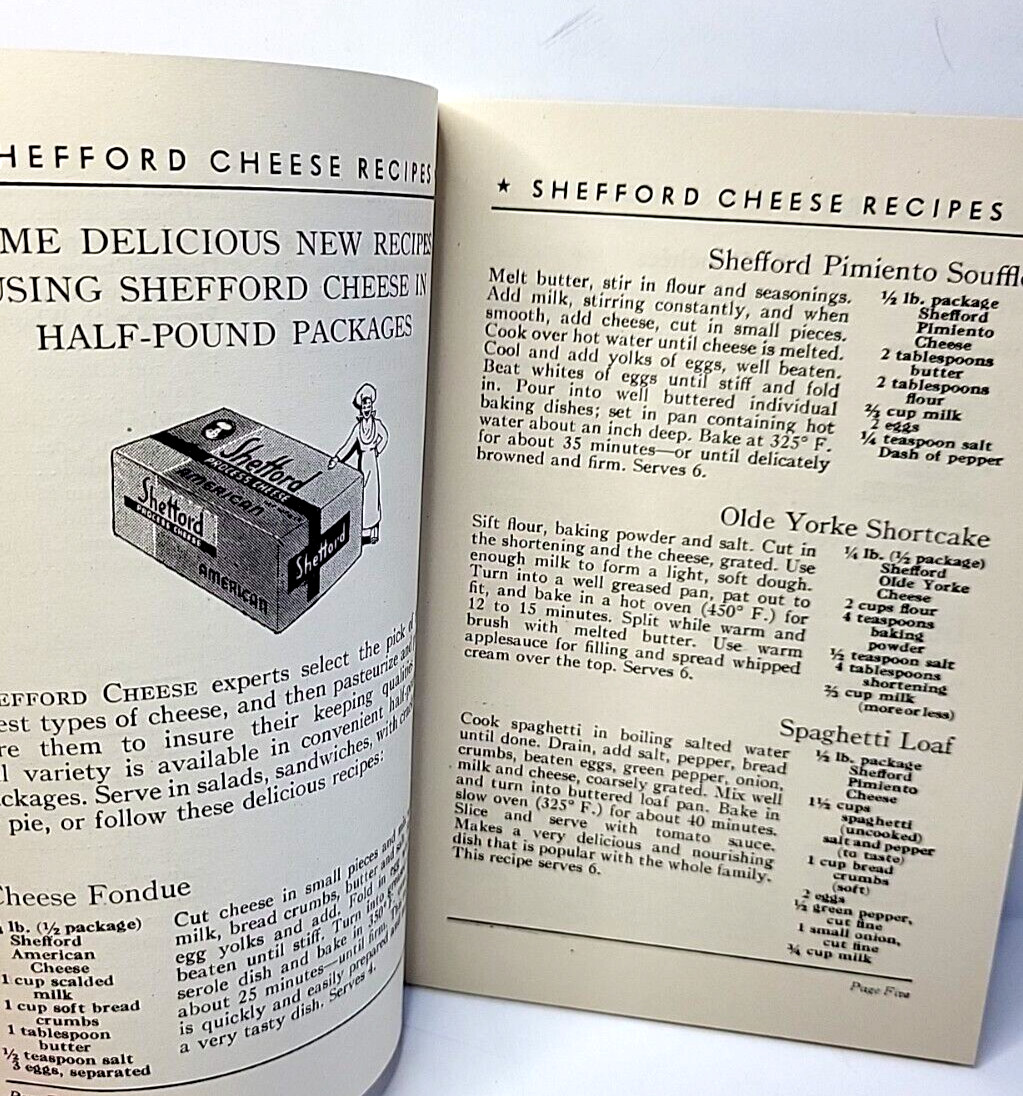 HEFFORD CHEESE RECIPES
ME DELICIOUS NEW RECIPES
USING SHEFFORD CHEESE IN
HALF-POUND PACKAGES
Shefford
PROCESS CHEESE
AMERICAN
Shefford
PROCESS CHEESE
AMERICAN
Shefford
EFFORD CHEESE experts select the pick of
est types of cheese, and then pasteurize and
re them to insure their keeping
l variety is available in convenient
ckages. Serve in salads, sandwiches, with
pie, or follow these delicious recipes:
Cheese Fondue
lb. (½ package)
Shefford
American
Cheese
1 cup scalded
milk
1 cup soft bread
crumbs
1 tablespoon
butter
½ teaspoon salt
3 eggs, separated
Cut cheese in small pieces and
milk, bread crumbs, butter and
egg yolks and add. Fold in egg
beaten until stiff. Turn into
serole dish and bake in 350°
about 25 minutes—until firm.
is quickly and easily prepared
a very tasty dish. Serves 4.
★ SHEFFORD CHEESE RECIPES
Shefford Pimiento Souffle
Melt butter, stir in flour and seasonings.
Add milk, stirring constantly, and when
smooth, add cheese, cut in small pieces.
Cook over hot water until cheese is melted.
Cool and add yolks of eggs, well beaten.
Beat whites of eggs until stiff and fold
in. Pour into well buttered individual
baking dishes; set in pan containing hot
water about an inch deep. Bake at 325° F.
for about 35 minutes—or until delicately
browned and firm. Serves 6.
½ lb. package
Shefford
Pimiento
Cheese
2 tablespoons
butter
2 tablespoons
flour
⅔ cup milk
2 eggs
¼ teaspoon salt
Dash of pepper
Olde Yorke Shortcake
Sift flour, baking powder and salt. Cut in
the shortening and the cheese, grated. Use
enough milk to form a light, soft dough.
Turn into a well greased pan, pat out to
fit, and bake in a hot oven (450° F.) for
12 to 15 minutes. Split while warm and
brush with melted butter. Use warm
applesauce for filling and spread whipped
cream over the top. Serves 6.
¼ lb. (½ package)
Shefford
Olde Yorke
Cheese
2 cups flour
4 teaspoons
baking
powder
½ teaspoon salt
4 tablespoons
shortening
⅔ cup milk
(more or less)
Spaghetti Loaf
Cook spaghetti in boiling salted water
until done. Drain, add salt, pepper, bread
crumbs, beaten eggs, green pepper, onion,
milk and cheese, coarsely grated. Mix well
and turn into buttered loaf pan. Bake in
slow oven (325° F.) for about 40 minutes.
Slice and serve with tomato sauce.
Makes a very delicious and nourishing
dish that is popular with the whole family.
This recipe serves 6.
½ lb. package
Shefford
Pimiento
Cheese
1½ cups
spaghetti
(uncooked)
salt and pepper
(to taste)
1 cup bread
crumbs
(soft)
2 eggs
½ green pepper,
cut fine
1 small onion,
cut fine
¾ cup milk
Page Five